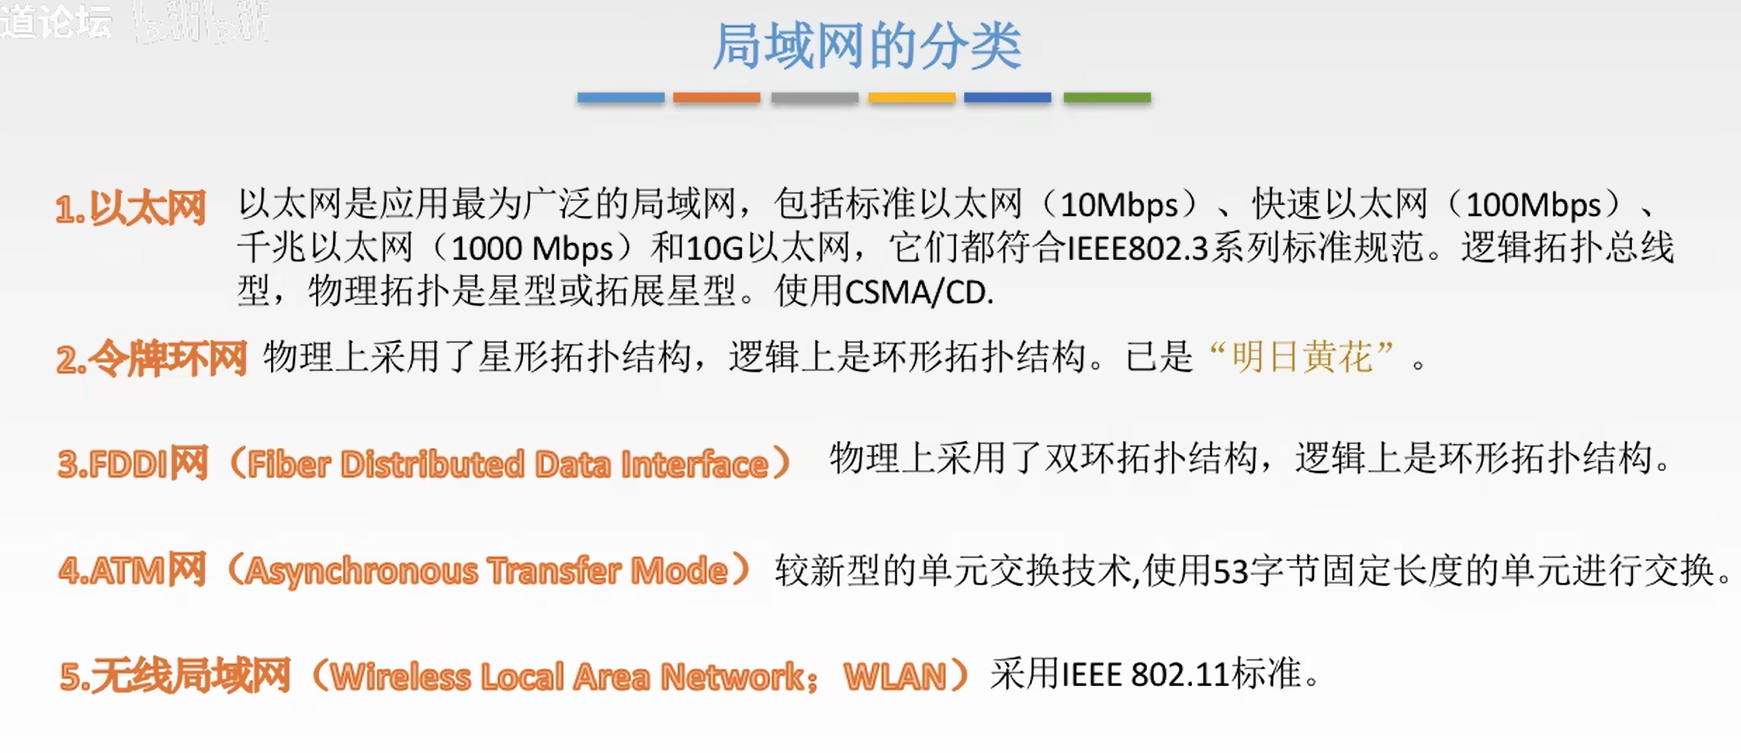 道论坛 bilibili
局域网的分类
1.以太网 以太网是应用最为广泛的局域网，包括标准以太网（10Mbps）、快速以太网（100Mbps）、
千兆以太网（1000 Mbps）和10G以太网，它们都符合IEEE802.3系列标准规范。逻辑拓扑总线
型，物理拓扑是星型或拓展星型。使用CSMA/CD.
2.令牌环网 物理上采用了星形拓扑结构，逻辑上是环形拓扑结构。已是“明日黄花”。
3.FDDI网（Fiber Distributed Data Interface） 物理上采用了双环拓扑结构，逻辑上是环形拓扑结构。
4.ATM网（Asynchronous Transfer Mode） 较新型的单元交换技术,使用53字节固定长度的单元进行交换。
5.无线局域网（Wireless Local Area Network；WLAN） 采用IEEE 802.11标准。